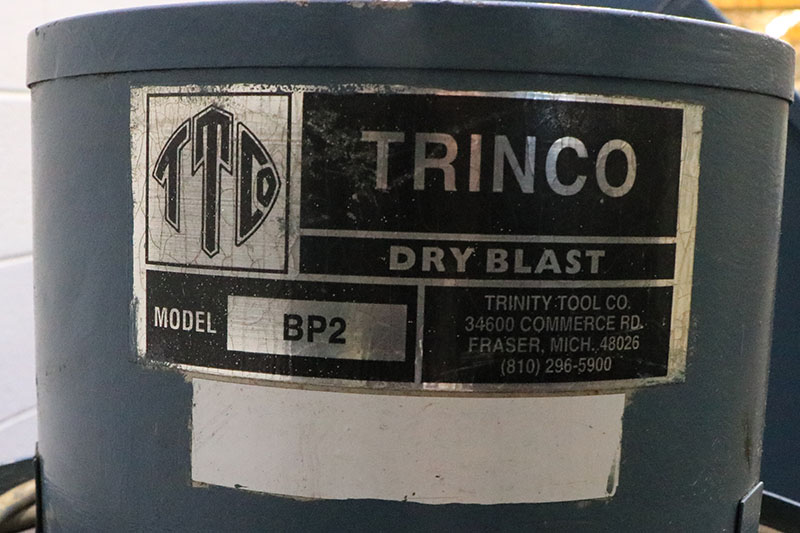 TTCO
TRINCO
DRY BLAST
MODEL BP2
TRINITY TOOL CO.
34600 COMMERCE RD.
FRASER, MICH. 48026
(810) 296-5900